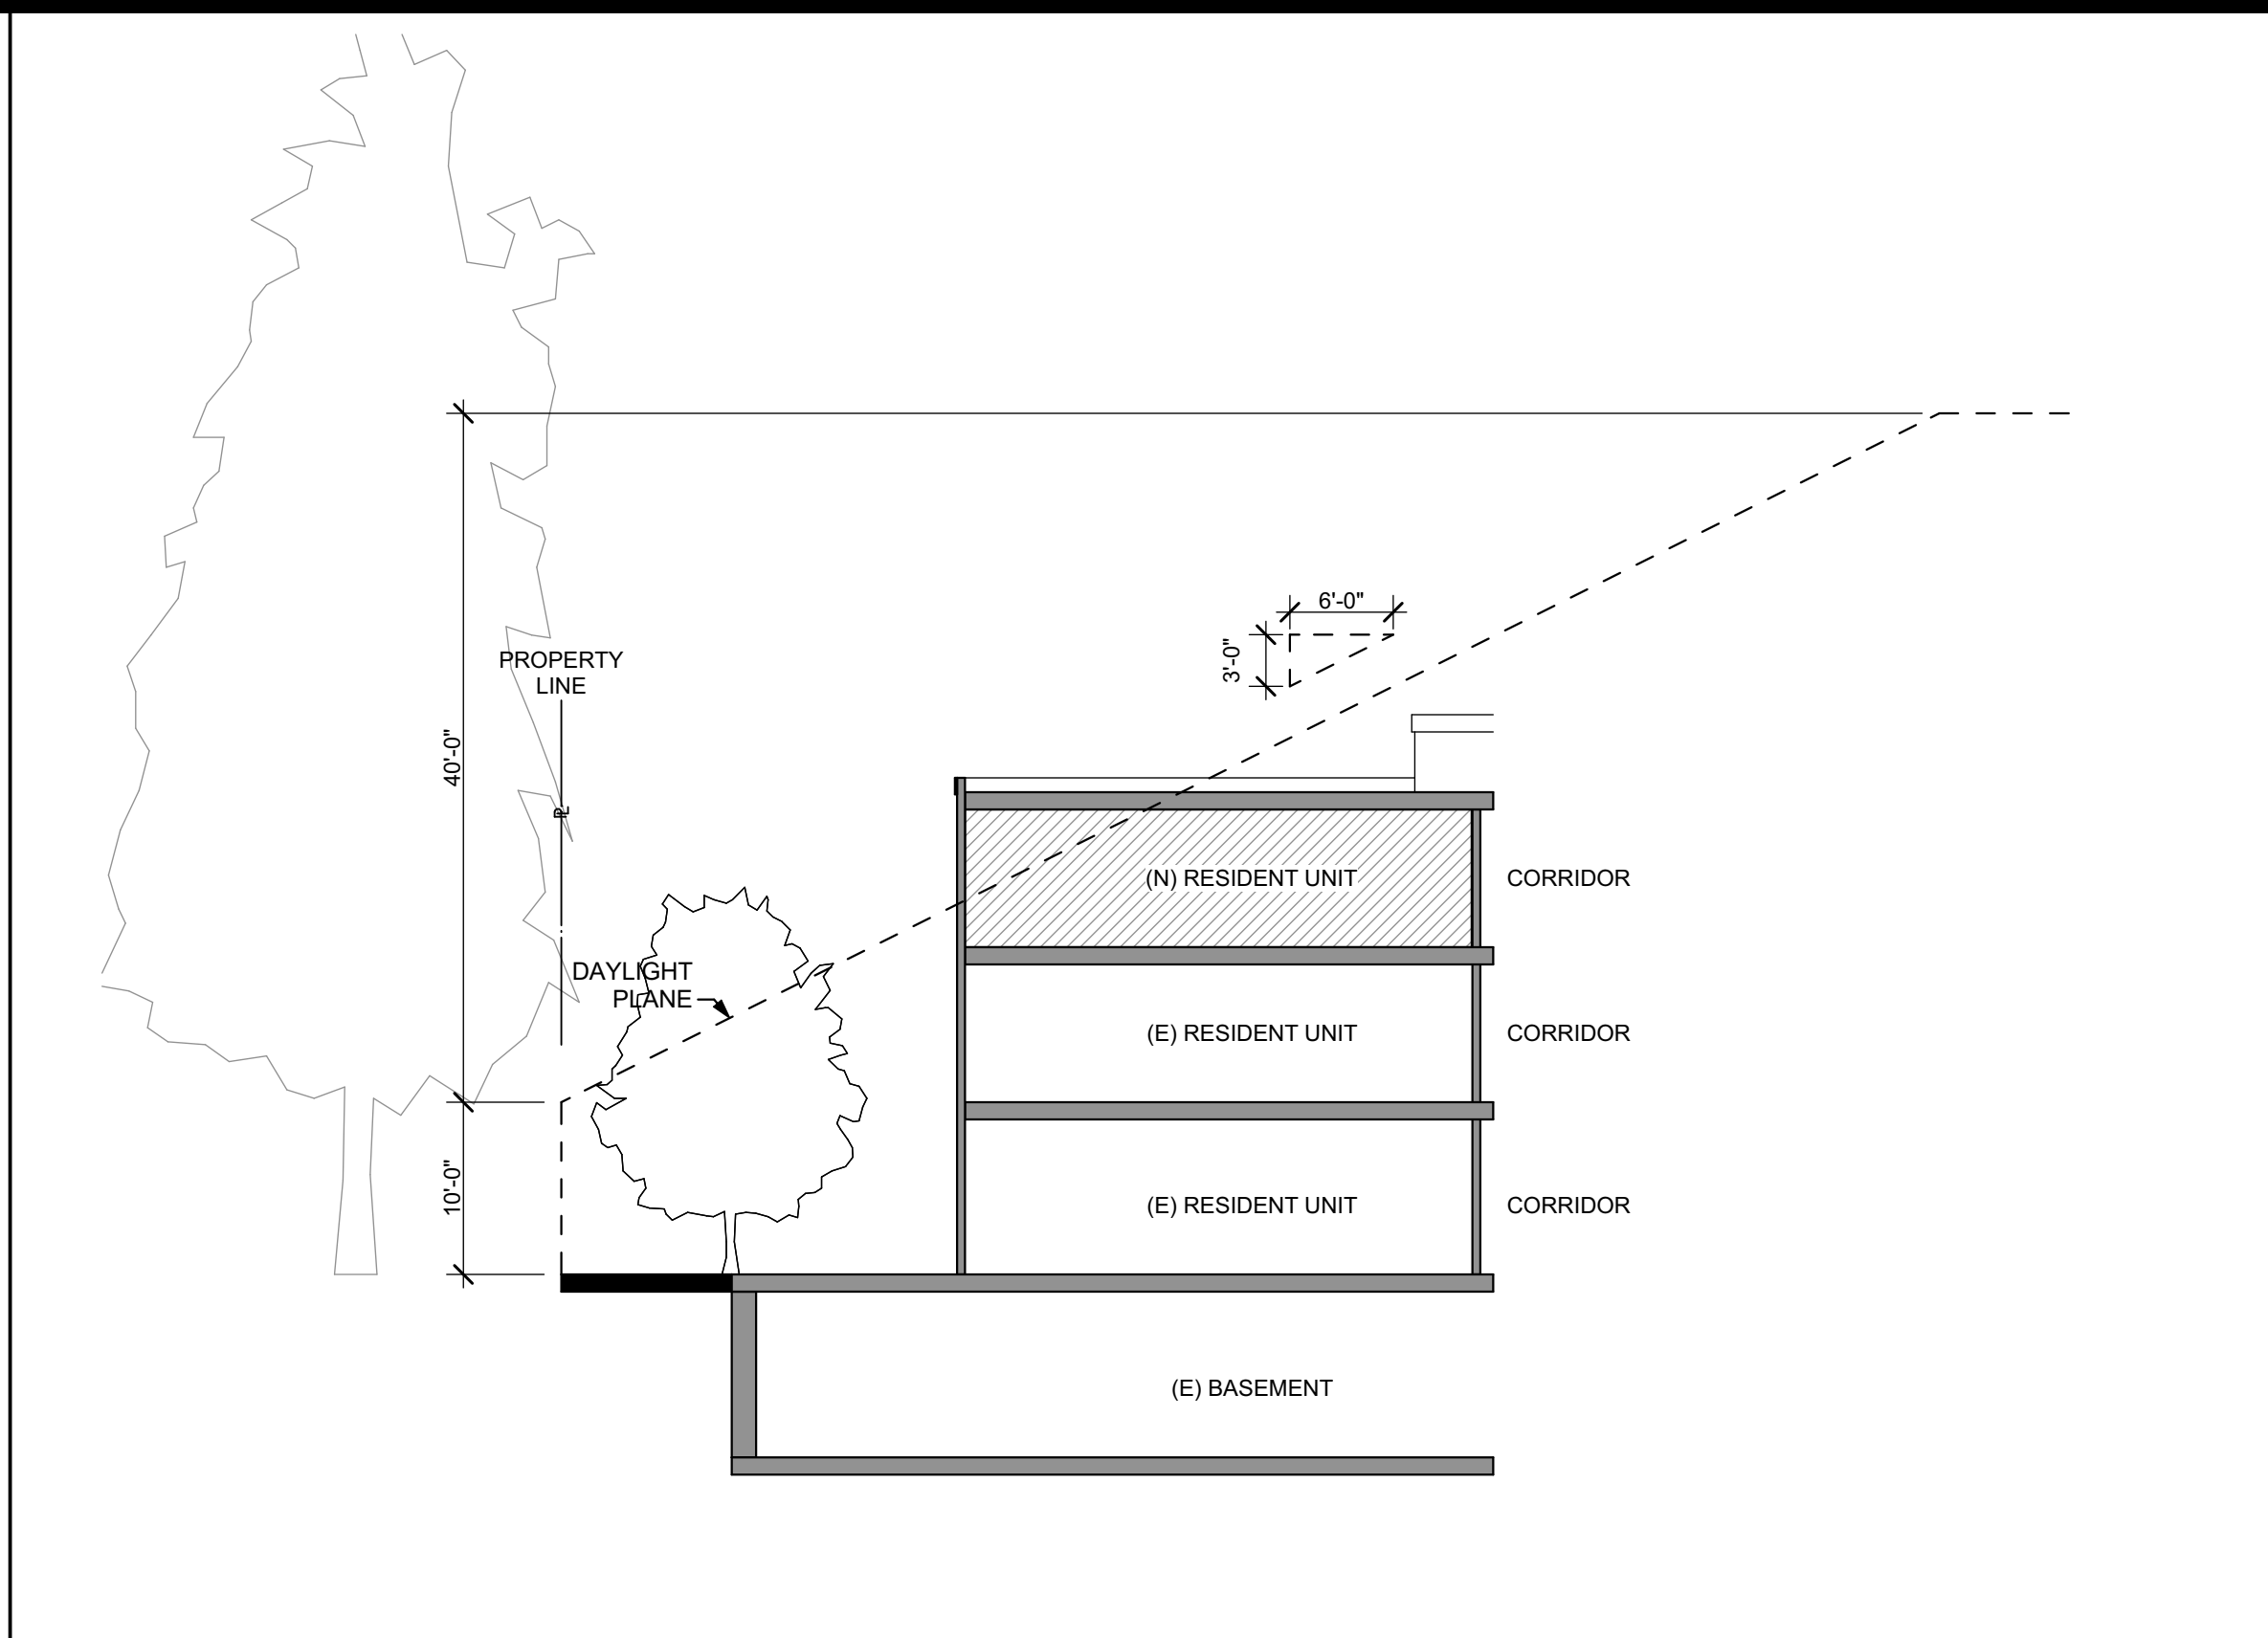 6'-0"
3'-0"
PROPERTY
LINE
40'-0"
PL
(N) RESIDENT UNIT
CORRIDOR
DAYLIGHT
PLANE
(E) RESIDENT UNIT
CORRIDOR
10'-0"
(E) RESIDENT UNIT
CORRIDOR
(E) BASEMENT